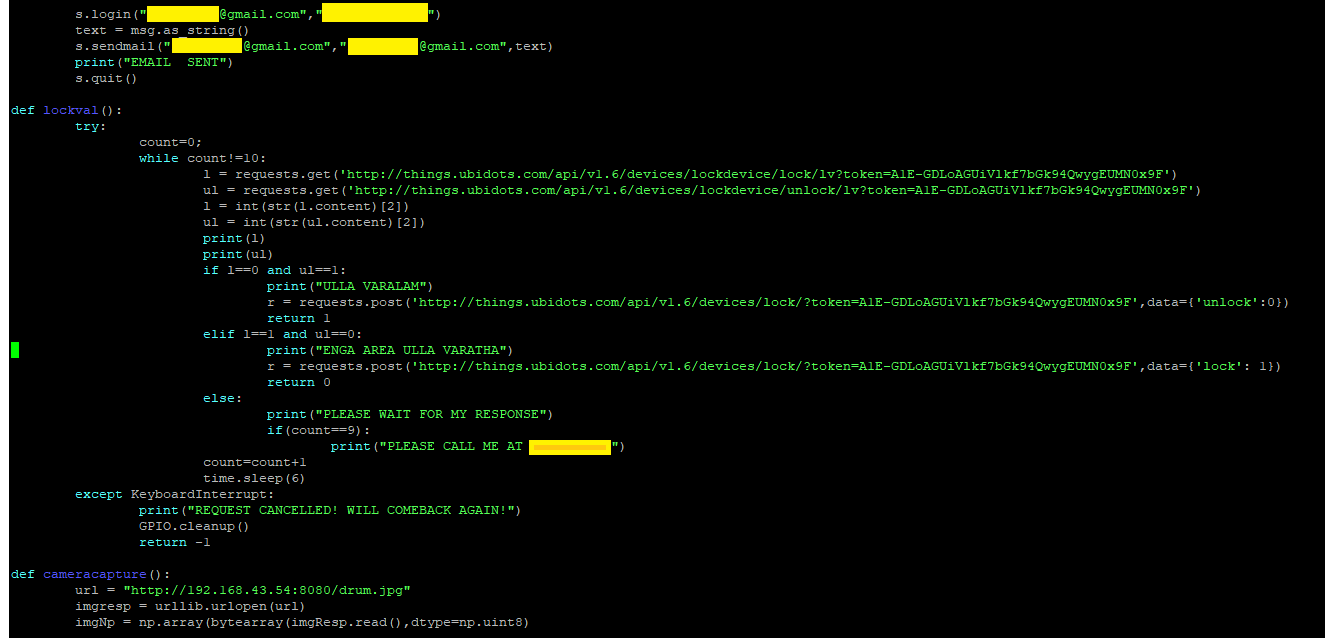 s.login("@gmail.com","")
text = msg.as_string()
s.sendmail("@gmail.com","@gmail.com",text)
print("EMAIL  SENT")
s.quit()
def lockval():
try:
count=0;
while count!=10:
l = requests.get('http://things.ubidots.com/api/v1.6/devices/lockdevice/lock/lv?token=A1E-GDLoAGUiVlkf7bGk94QwygEUMN0x9F')
ul = requests.get('http://things.ubidots.com/api/v1.6/devices/lockdevice/unlock/lv?token=A1E-GDLoAGUiVlkf7bGk94QwygEUMN0x9F')
l = int(str(l.content)[2])
ul = int(str(ul.content)[2])
print(l)
print(ul)
if l==0 and ul==1:
print("ULLA VARALAM")
r = requests.post('http://things.ubidots.com/api/v1.6/devices/lock/?token=A1E-GDLoAGUiVlkf7bGk94QwygEUMN0x9F',data={'unlock':0})
return 1
elif l==1 and ul==0:
print("ENGA AREA ULLA VARATHA")
r = requests.post('http://things.ubidots.com/api/v1.6/devices/lock/?token=A1E-GDLoAGUiVlkf7bGk94QwygEUMN0x9F',data={'lock': 1})
return 0
else:
print("PLEASE WAIT FOR MY RESPONSE")
if(count==9):
print("PLEASE CALL ME AT ")
count=count+1
time.sleep(6)
except KeyboardInterrupt:
print("REQUEST CANCELLED! WILL COMEBACK AGAIN!")
GPIO.cleanup()
return -1
def cameracapture():
url = "http://192.168.43.54:8080/drum.jpg"
imgresp = urllib.urlopen(url)
imgNp = np.array(bytearray(imgResp.read(),dtype=np.uint8)